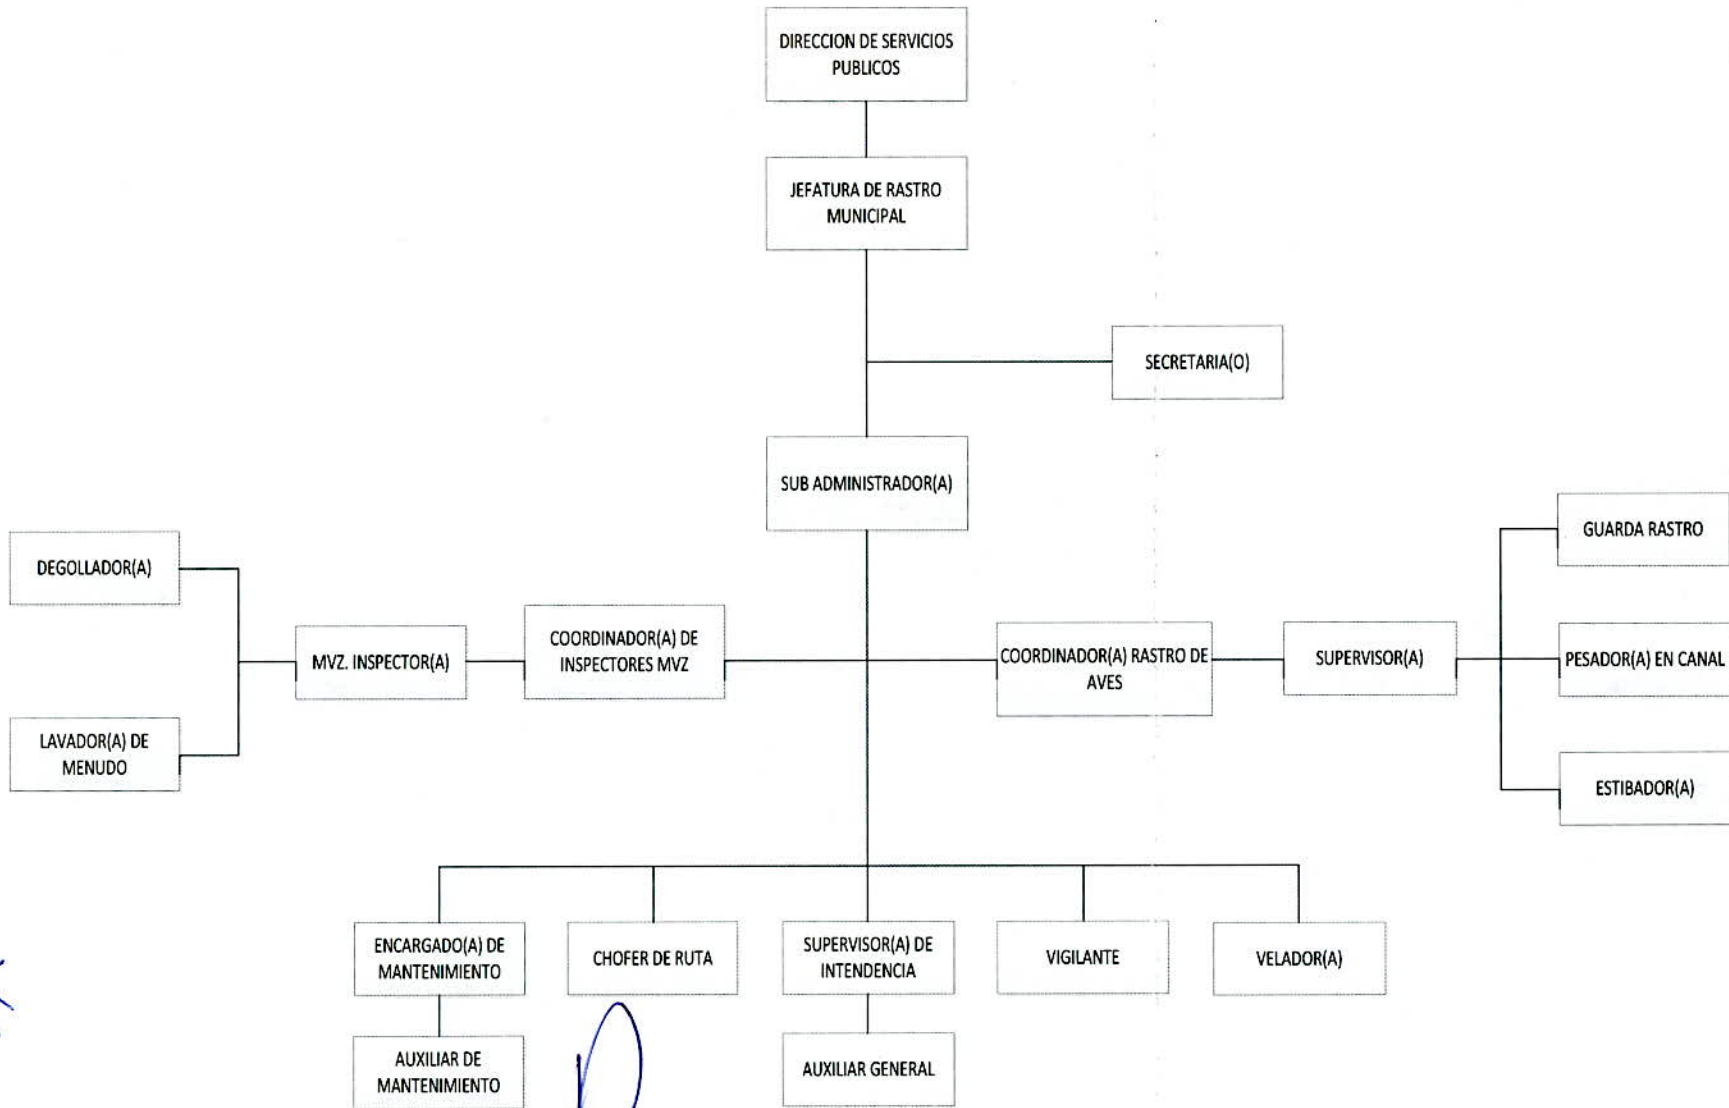 DIRECCION DE SERVICIOS
PUBLICOS
JEFATURA DE RASTRO
MUNICIPAL
SECRETARIA(O)
SUB ADMINISTRADOR(A)
DEGOLLADOR(A)
LAVADOR(A) DE
MENUDO
MVZ. INSPECTOR(A)
COORDINADOR(A) DE
INSPECTORES MVZ
COORDINADOR(A) RASTRO DE
AVES
SUPERVISOR(A)
GUARDA RASTRO
PESADOR(A) EN CANAL
ESTIBADOR(A)
ENCARGADO(A) DE
MANTENIMIENTO
CHOFER DE RUTA
SUPERVISOR(A) DE
INTENDENCIA
VIGILANTE
VELADOR(A)
AUXILIAR DE
MANTENIMIENTO
AUXILIAR GENERAL